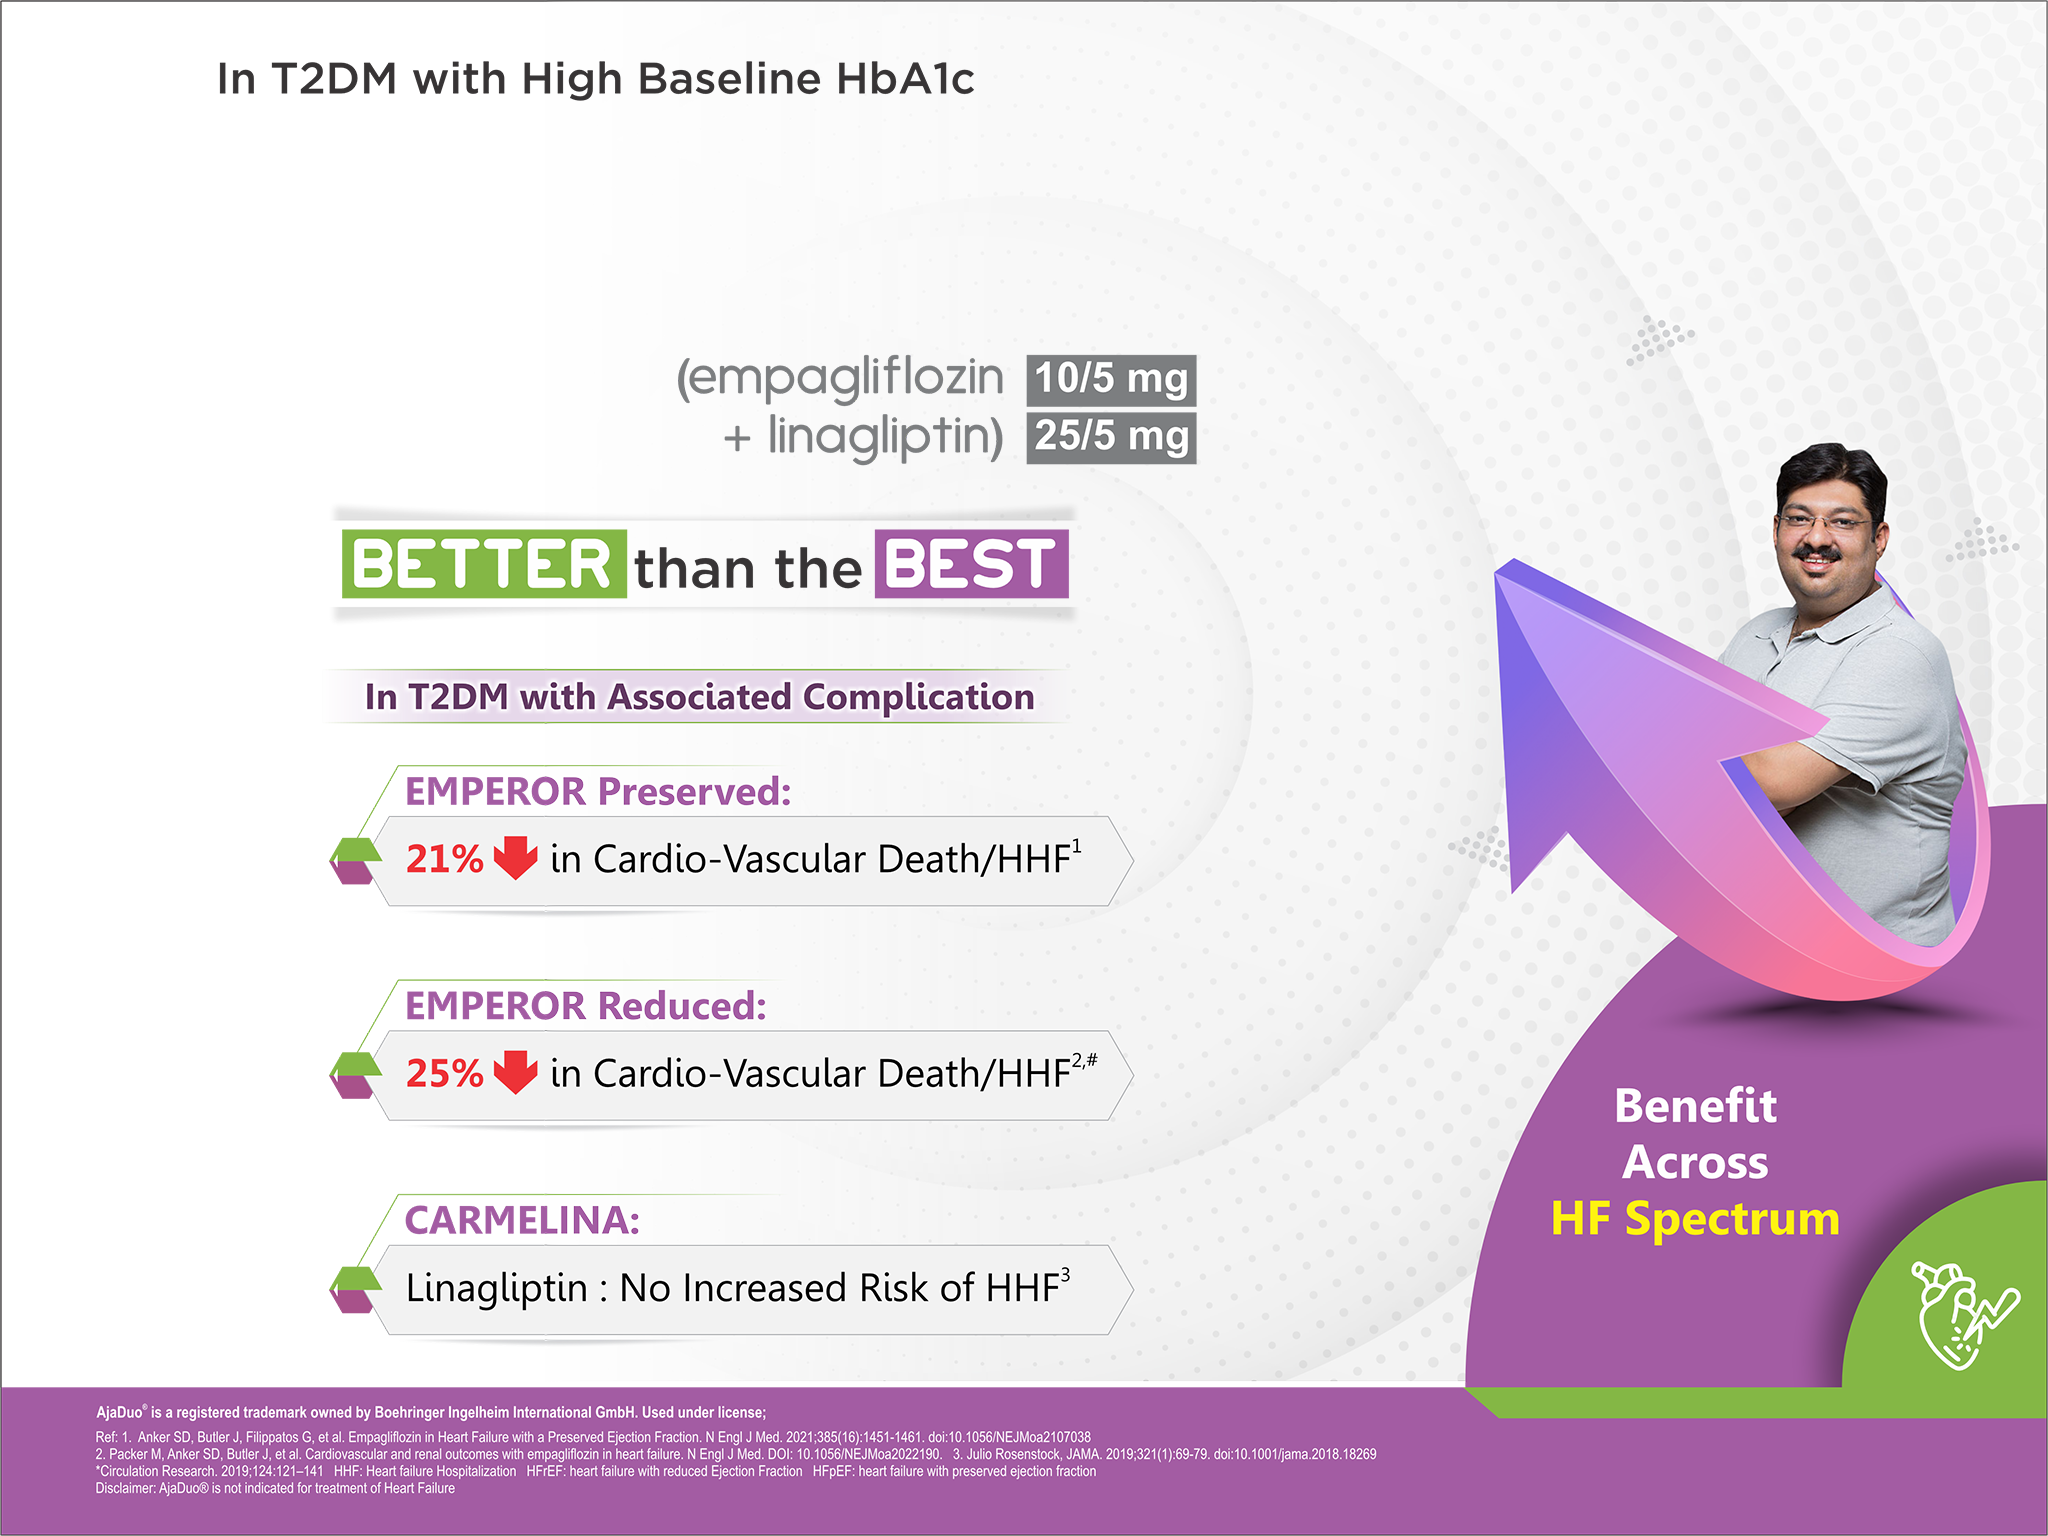 In T2DM with High Baseline HbA1c
(empagliflozin 10/5 mg
+ linagliptin) 25/5 mg
BETTER than the BEST
In T2DM with Associated Complication
EMPEROR Preserved:
21% in Cardio-Vascular Death/HHF1
EMPEROR Reduced:
25% in Cardio-Vascular Death/HHF2,#
CARMELINA:
Linagliptin : No Increased Risk of HHF3
Benefit
Across
HF Spectrum
AjaDuo® is a registered trademark owned by Boehringer Ingelheim International GmbH. Used under license;
Ref: 1. Anker SD, Butler J, Filippatos G, et al. Empagliflozin in Heart Failure with a Preserved Ejection Fraction. N Engl J Med. 2021;385(16):1451-1461. doi:10.1056/NEJMoa2107038
2. Packer M, Anker SD, Butler J, et al. Cardiovascular and renal outcomes with empagliflozin in heart failure. N Engl J Med. DOI: 10.1056/NEJMoa2022190. 3. Julio Rosenstock, JAMA. 2019;321(1):69-79. doi:10.1001/jama.2018.18269
*Circulation Research. 2019;124:121–141 HHF: Heart failure Hospitalization HFrEF: heart failure with reduced Ejection Fraction HFpEF: heart failure with preserved ejection fraction
Disclaimer: AjaDuo® is not indicated for treatment of Heart Failure